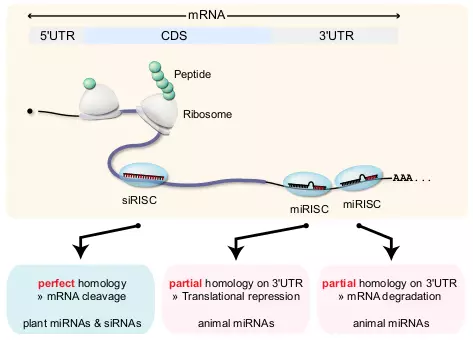 mRNA
5'UTR CDS 3'UTR
Peptide
Ribosome
siRISC
miRISC
miRISC
AAA...
perfect homology
» mRNA cleavage
plant miRNAs & siRNAs
partial homology on 3'UTR
» Translational repression
animal miRNAs
partial homology on 3'UTR
» mRNA degradation
animal miRNAs